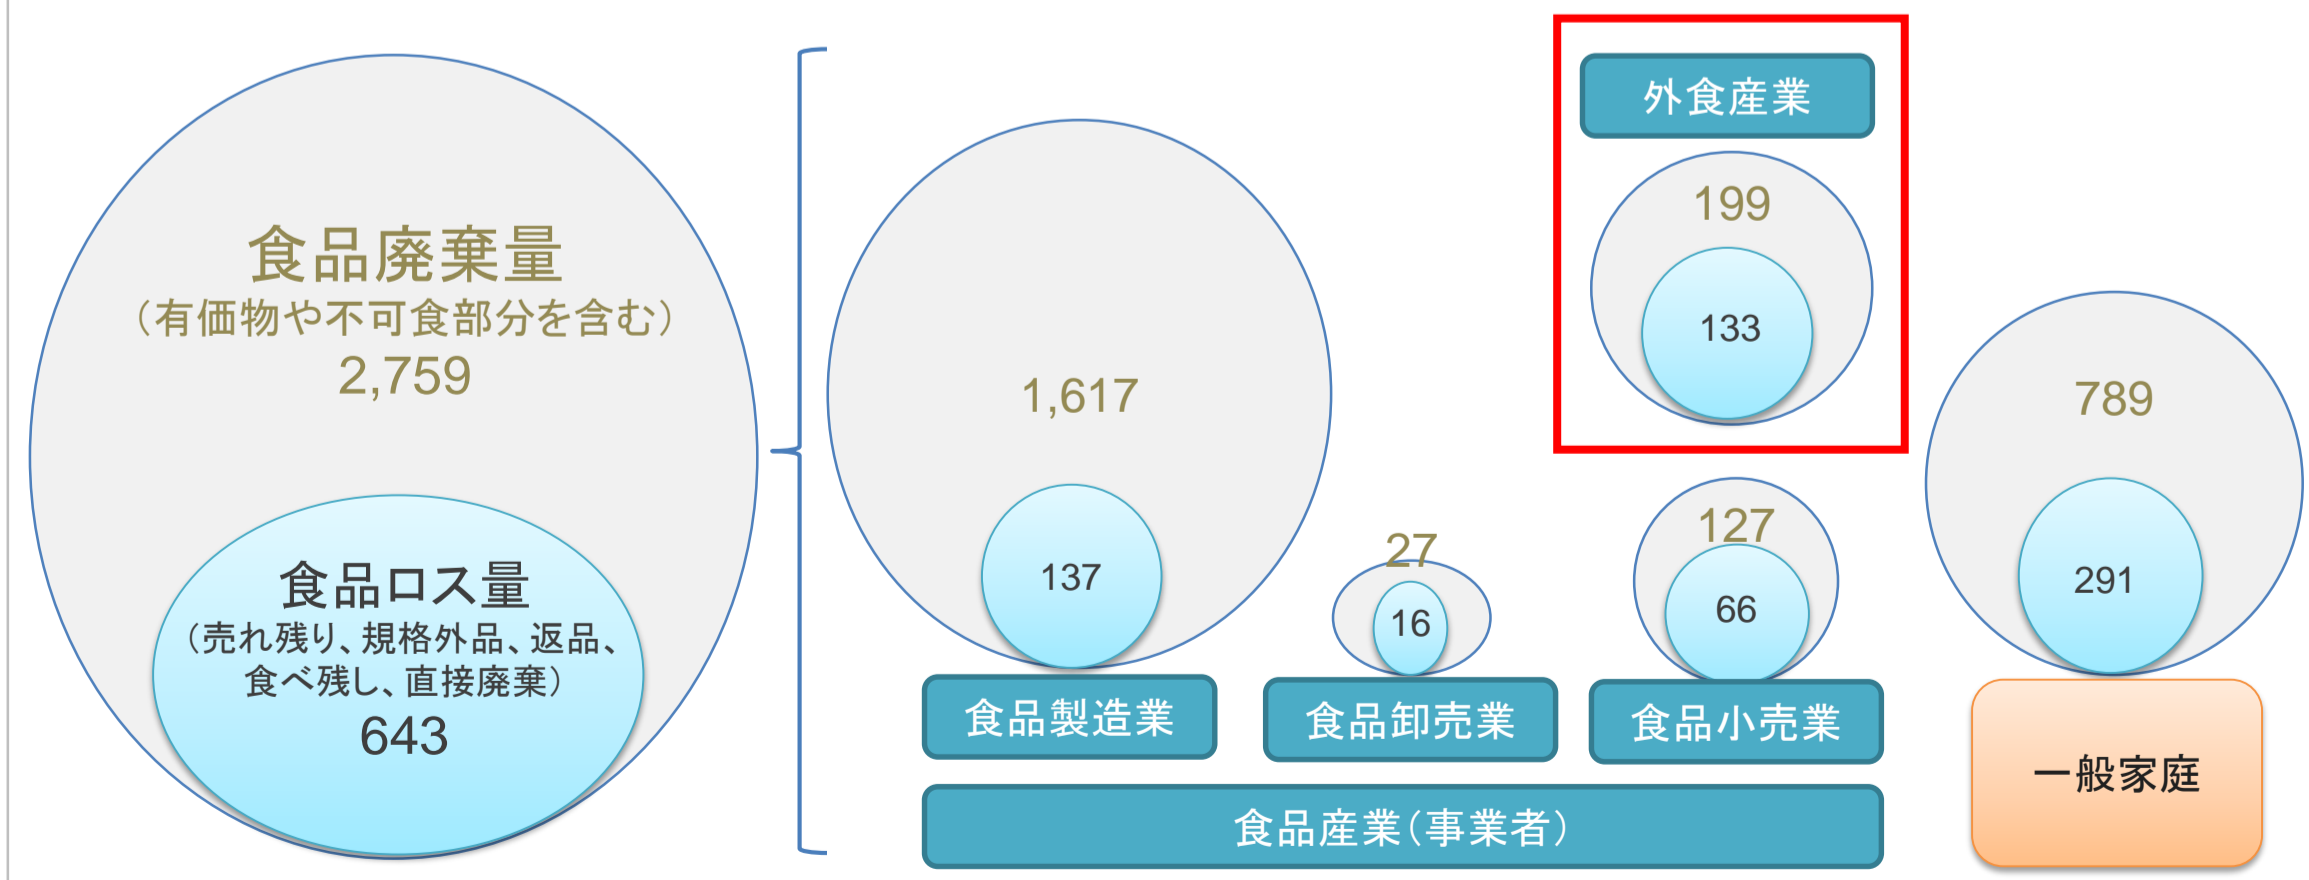 食品廃棄量
（有価物や不可食部分を含む）
2,759
食品ロス量
（売れ残り、規格外品、返品、
食べ残し、直接廃棄）
643
1,617
137
食品製造業
27
16
食品卸売業
外食産業
199
133
127
66
食品小売業
食品産業（事業者）
789
291
一般家庭